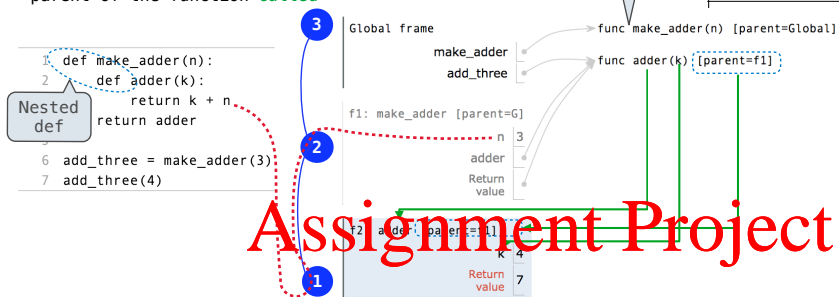 parent of the function called
3
Global frame
func make_adder(n) [parent=Global]
make_adder
add_three
func adder(k) [parent=f1]
1 def make_adder(n):
2 def adder(k):
return k + n
return adder
Nested
def
6 add_three = make_adder(3)
7 add_three(4)
f1: make_adder [parent=G]
2
n 3
adder
Return
value
Assignment Project
f2: adder [parent=f1]
k 4
1
Return
value 7